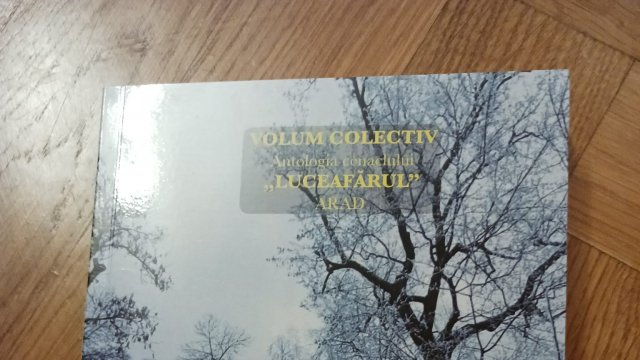 VOLUM COLECTIV
Antologia cenaclului
„LUCEAFĂRUL”
ARAD